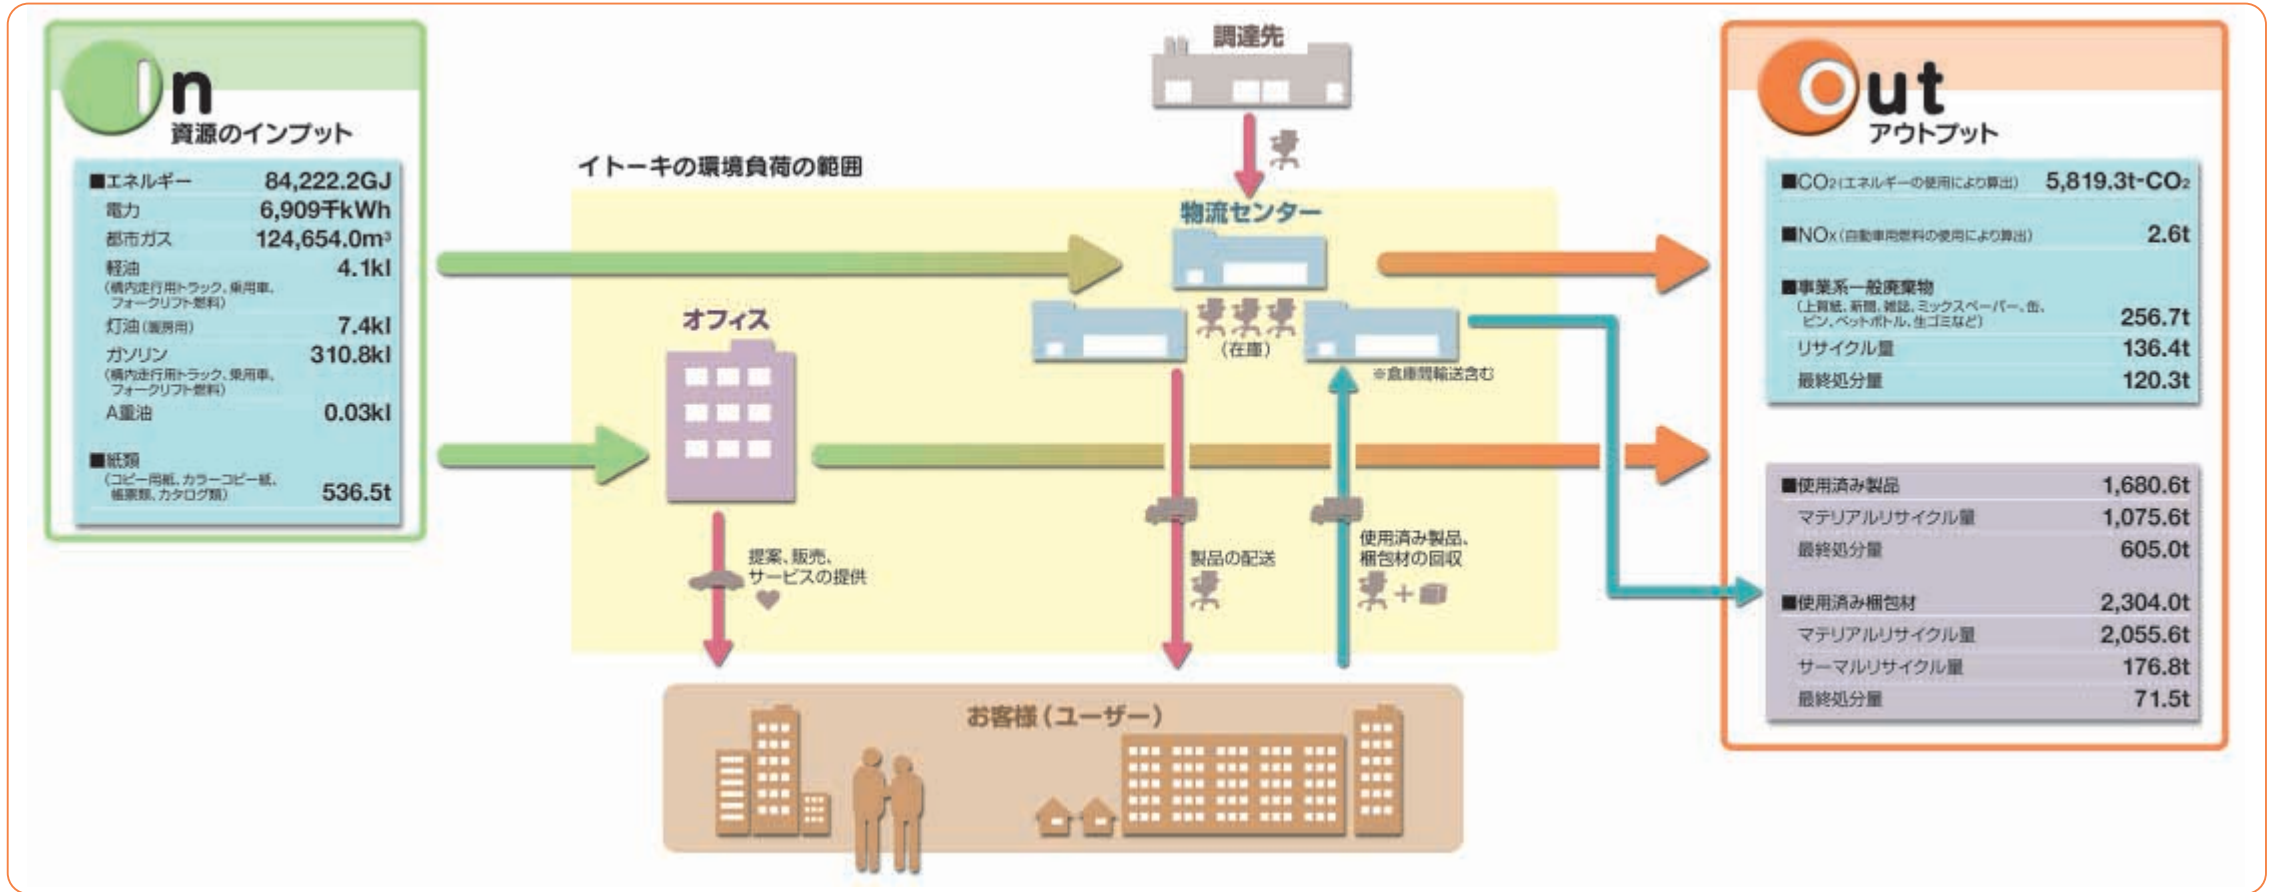 In
資源のインプット
■エネルギー 84,222.2GJ
電力 6,909千kWh
都市ガス 124,654.0m³
軽油 4.1kl
(構内走行用トラック、乗用車、
フォークリフト燃料)
灯油(暖房用) 7.4kl
ガソリン 310.8kl
(構内走行用トラック、乗用車、
フォークリフト燃料)
A重油 0.03kl
■紙類
(コピー用紙、カラーコピー紙、
帳票類、カタログ類) 536.5t
調達先
イトーキの環境負荷の範囲
物流センター
オフィス
(在庫)
※倉庫間輸送含む
提案、販売、
サービスの提供
製品の配送
使用済み製品、
梱包材の回収
+
お客様(ユーザー)
Out
アウトプット
■CO₂(エネルギーの使用により算出) 5,819.3t-CO₂
■NOx(自動車用燃料の使用により算出) 2.6t
■事業系一般廃棄物
(上質紙、新聞、雑誌、ミックスペーパー、缶、
ビン、ペットボトル、生ゴミなど) 256.7t
リサイクル量 136.4t
最終処分量 120.3t
■使用済み製品 1,680.6t
マテリアルリサイクル量 1,075.6t
最終処分量 605.0t
■使用済み梱包材 2,304.0t
マテリアルリサイクル量 2,055.6t
サーマルリサイクル量 176.8t
最終処分量 71.5t